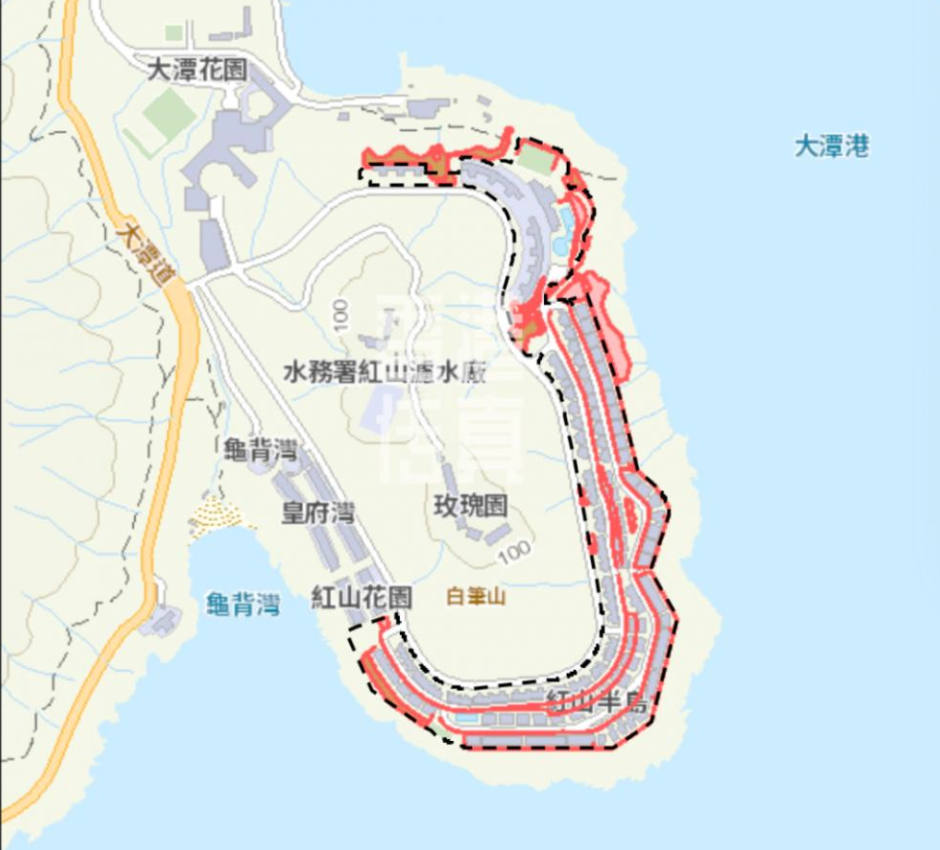 大潭花園
大潭港
大潭道
100
水務署紅山濾水廠
龜背灣
玫瑰園
皇府灣
100
龜背灣
紅山花園
白筆山
紅山半島